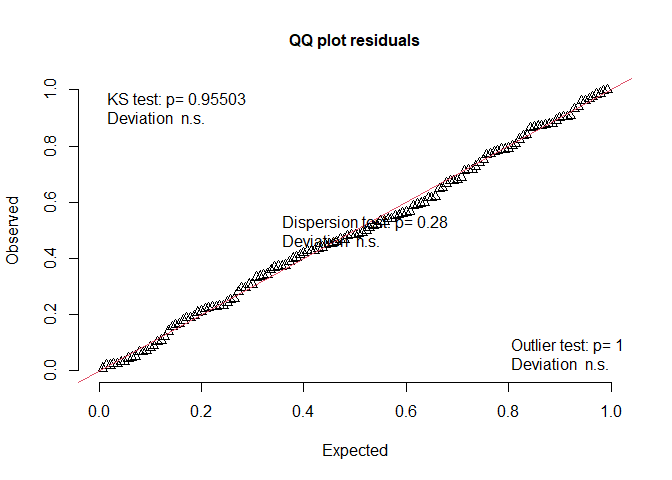 QQ plot residuals
KS test: p= 0.95503
Deviation n.s.
Dispersion test: p= 0.28
Deviation n.s.
Outlier test: p= 1
Deviation n.s.
Observed
0.0
0.2
0.4
0.6
0.8
1.0
0.0 0.2 0.4 0.6 0.8 1.0
Expected